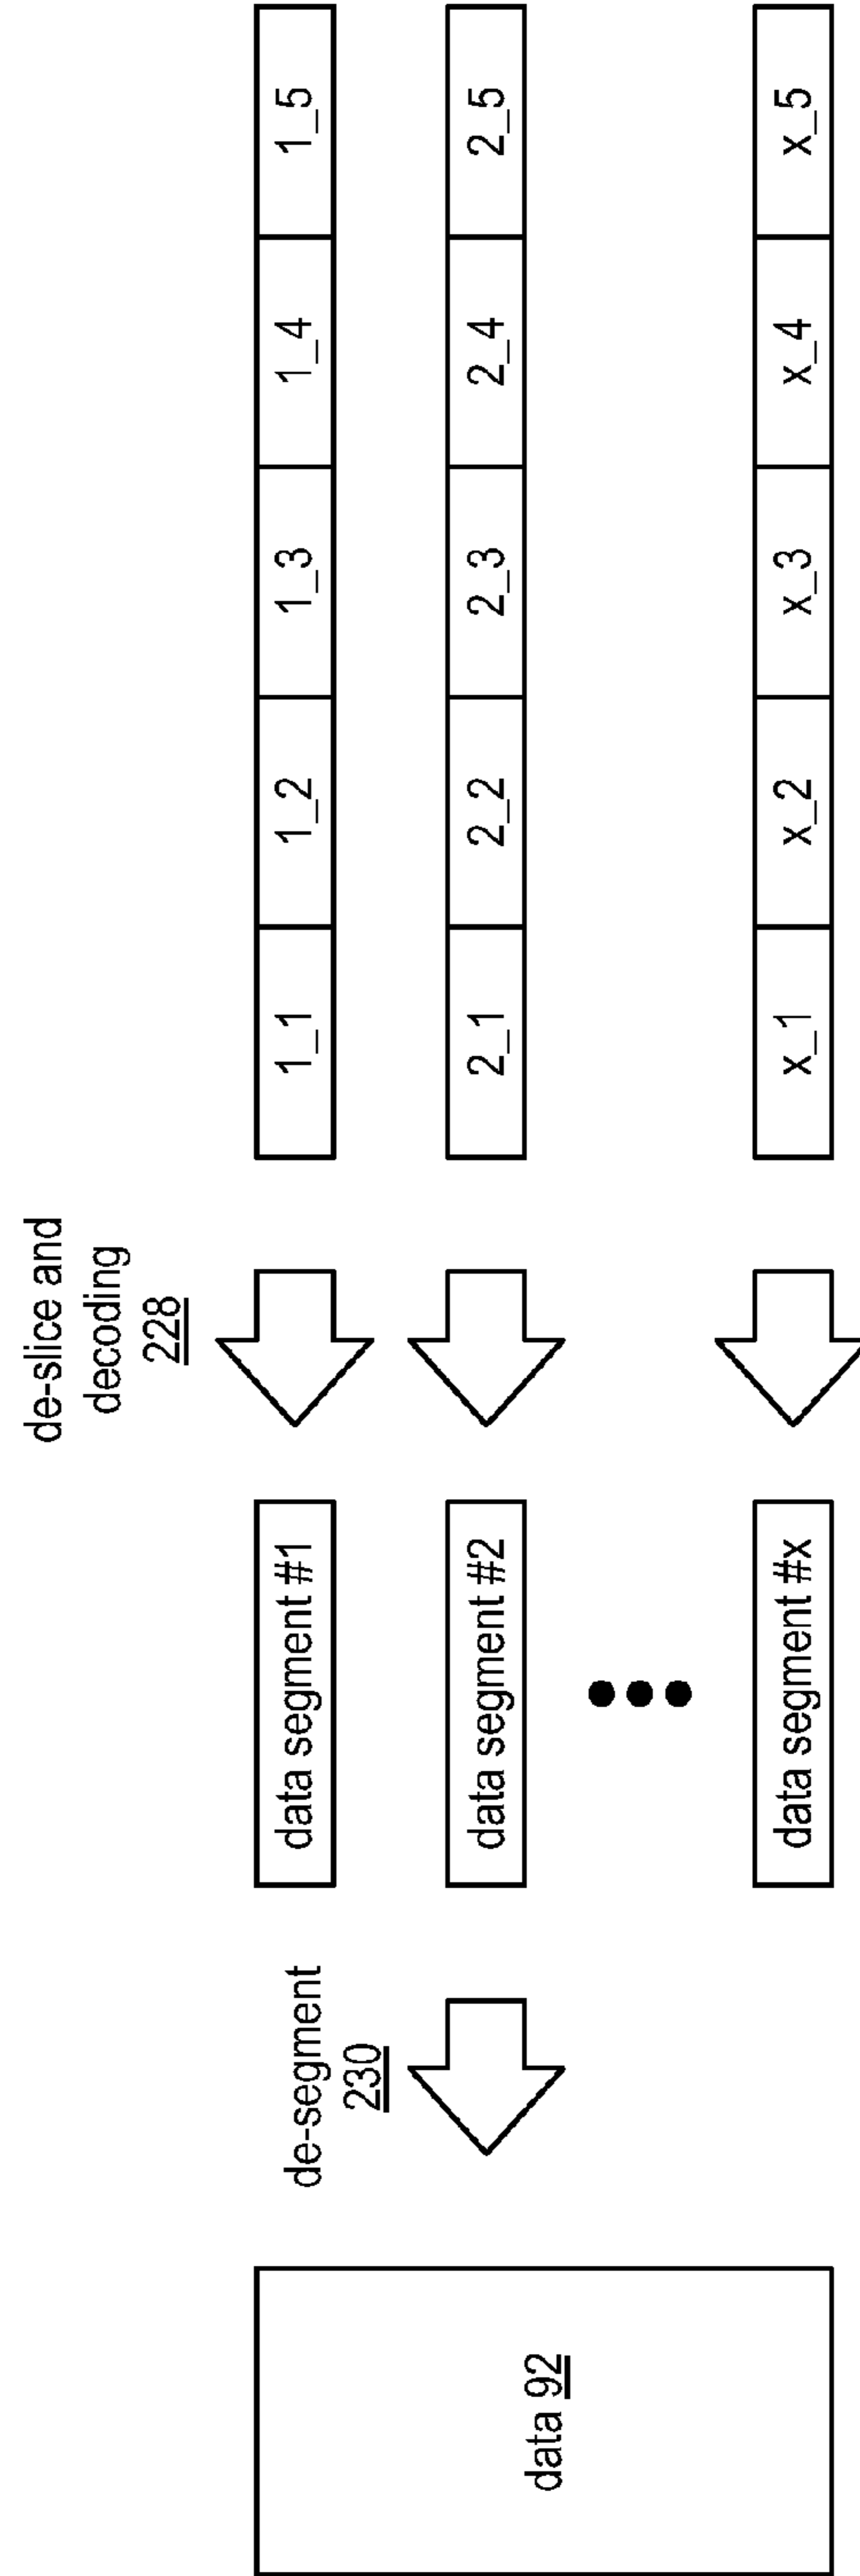 de-slice and
decoding
228
de-segment
230
data 92
data segment #1
1_1
1_2
1_3
1_4
1_5
data segment #2
2_1
2_2
2_3
2_4
2_5
data segment #x
x_1
x_2
x_3
x_4
x_5